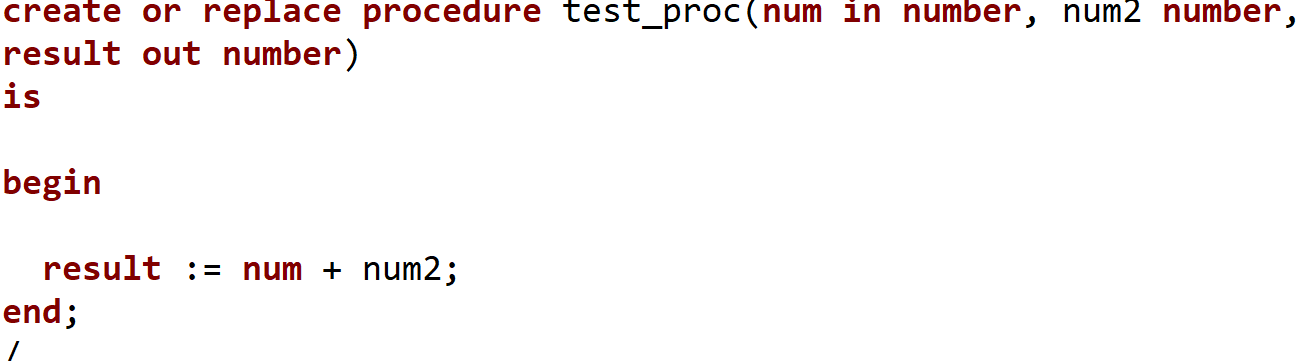 create or replace procedure test_proc(num in number, num2 number,
result out number)
is
begin
result := num + num2;
end;
/